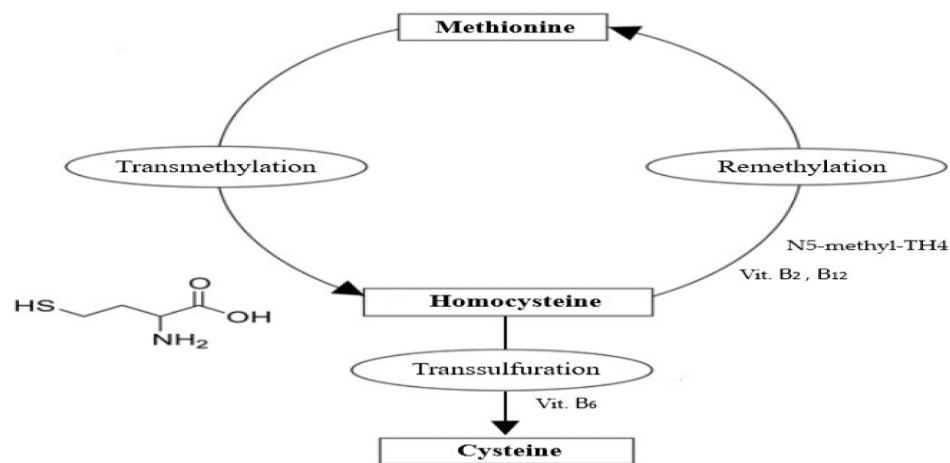 Methionine
Transmethylation
Remethylation
N5-methyl-TH4
Vit. B2 , B12
Homocysteine
HS
O
OH
NH2
Transsulfuration
Vit. B6
Cysteine